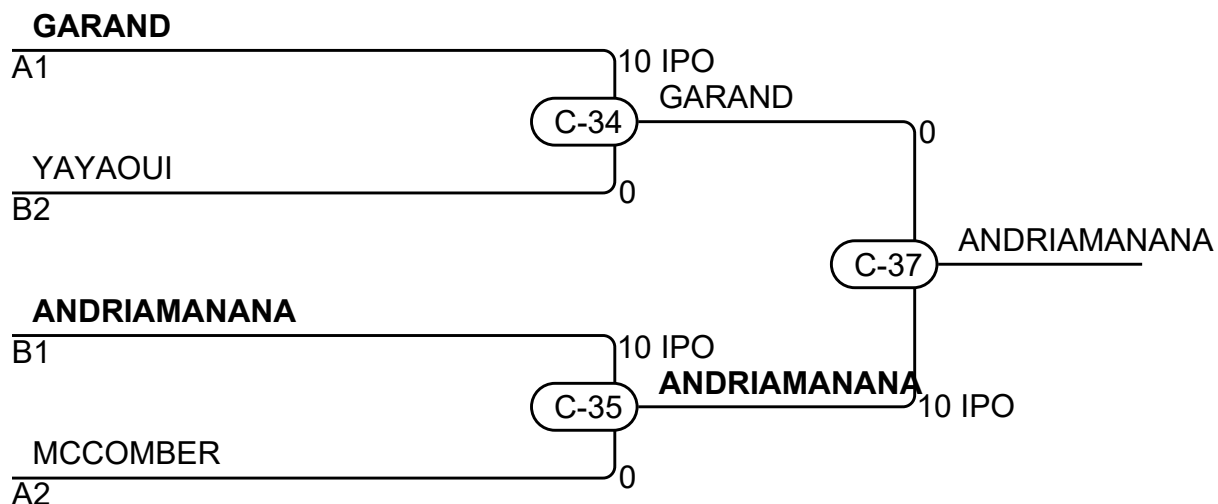 GARAND
A1
10 IPO
GARAND
C-34
0
YAYAOUI
0
B2
ANDRIAMANANA
C-37
ANDRIAMANANA
B1
10 IPO
ANDRIAMANANA
C-35
10 IPO
MCCOMBER
0
A2